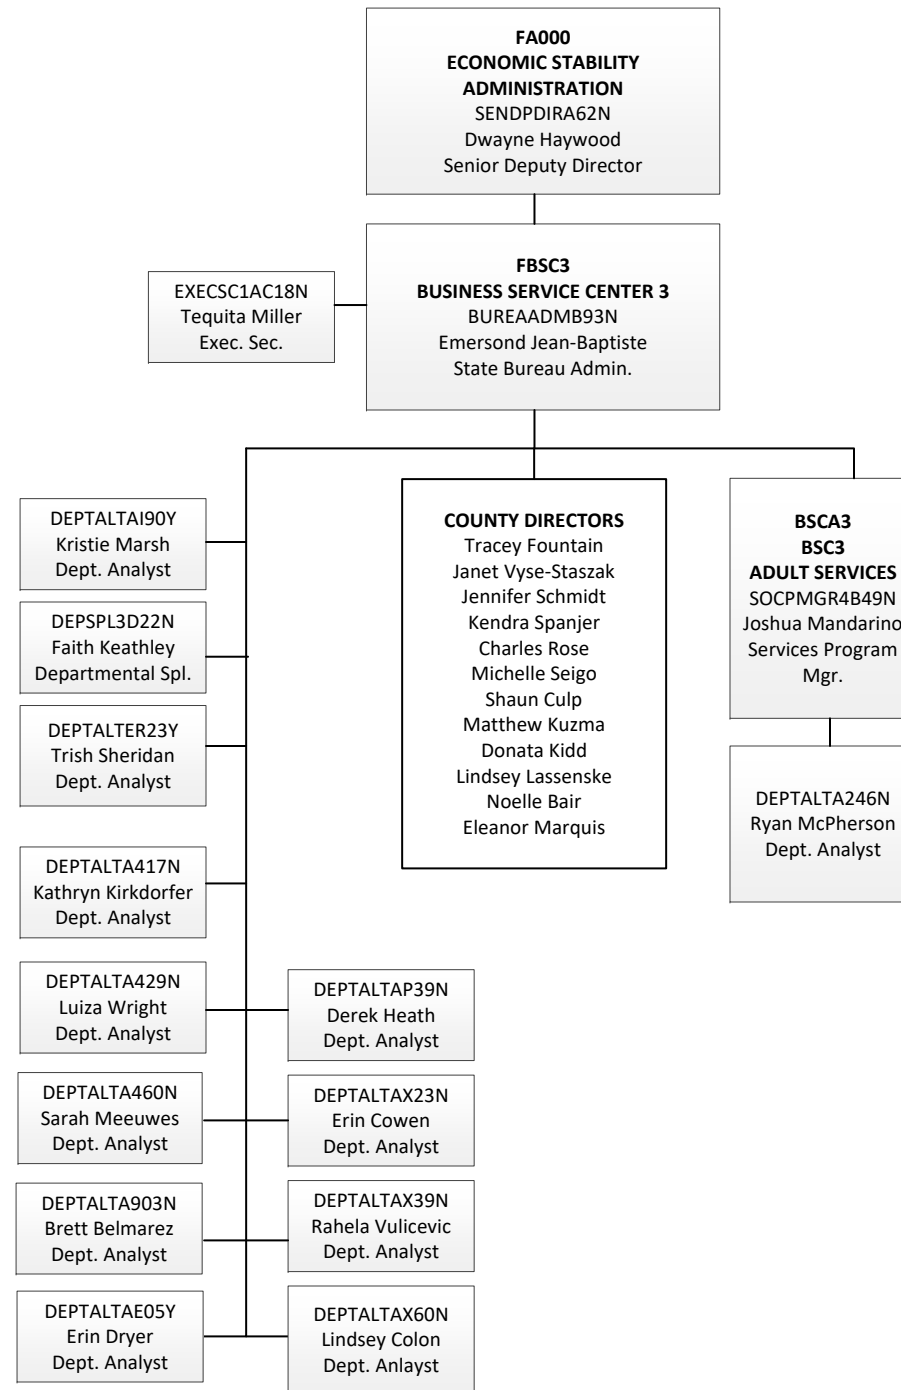 FA000
ECONOMIC STABILITY
ADMINISTRATION
SENDPDIRA62N
Dwayne Haywood
Senior Deputy Director
FBSC3
BUSINESS SERVICE CENTER 3
BUREAADMB93N
Emersond Jean-Baptiste
State Bureau Admin.
EXECSC1AC18N
Tequita Miller
Exec. Sec.
DEPTALTAI90Y
Kristie Marsh
Dept. Analyst
DEPSPL3D22N
Faith Keathley
Departmental Spl.
DEPTALTER23Y
Trish Sheridan
Dept. Analyst
DEPTALTA417N
Kathryn Kirkdorfer
Dept. Analyst
DEPTALTA429N
Luiza Wright
Dept. Analyst
DEPTALTA460N
Sarah Meeuwes
Dept. Analyst
DEPTALTA903N
Brett Belmarez
Dept. Analyst
DEPTALTAE05Y
Erin Dryer
Dept. Analyst
DEPTALTAP39N
Derek Heath
Dept. Analyst
DEPTALTAX23N
Erin Cowen
Dept. Analyst
DEPTALTAX39N
Rahela Vulicevic
Dept. Analyst
DEPTALTAX60N
Lindsey Colon
Dept. Anlayst
COUNTY DIRECTORS
Tracey Fountain
Janet Vyse-Staszak
Jennifer Schmidt
Kendra Spanjer
Charles Rose
Michelle Seigo
Shaun Culp
Matthew Kuzma
Donata Kidd
Lindsey Lassenske
Noelle Bair
Eleanor Marquis
BSCA3
BSC3
ADULT SERVICES
SOCPMGR4B49N
Joshua Mandarino
Services Program
Mgr.
DEPTALTA246N
Ryan McPherson
Dept. Analyst